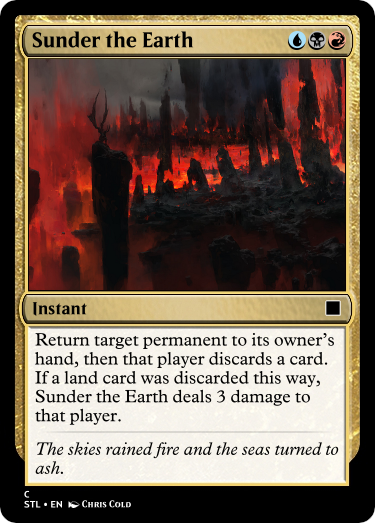 Sunder the Earth
Instant
Return target permanent to its owner's
hand, then that player discards a card.
If a land card was discarded this way,
Sunder the Earth deals 3 damage to
that player.
The skies rained fire and the seas turned to
ash.
C
STL • EN Chris Cold